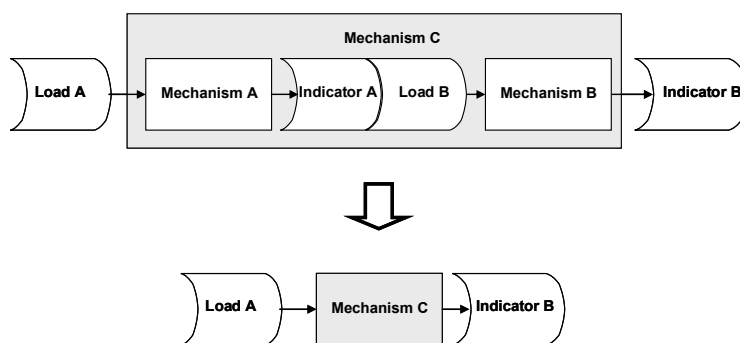 Mechanism C
Load A
Mechanism A
Indicator A
Load B
Mechanism B
Indicator B
Load A
Mechanism C
Indicator B